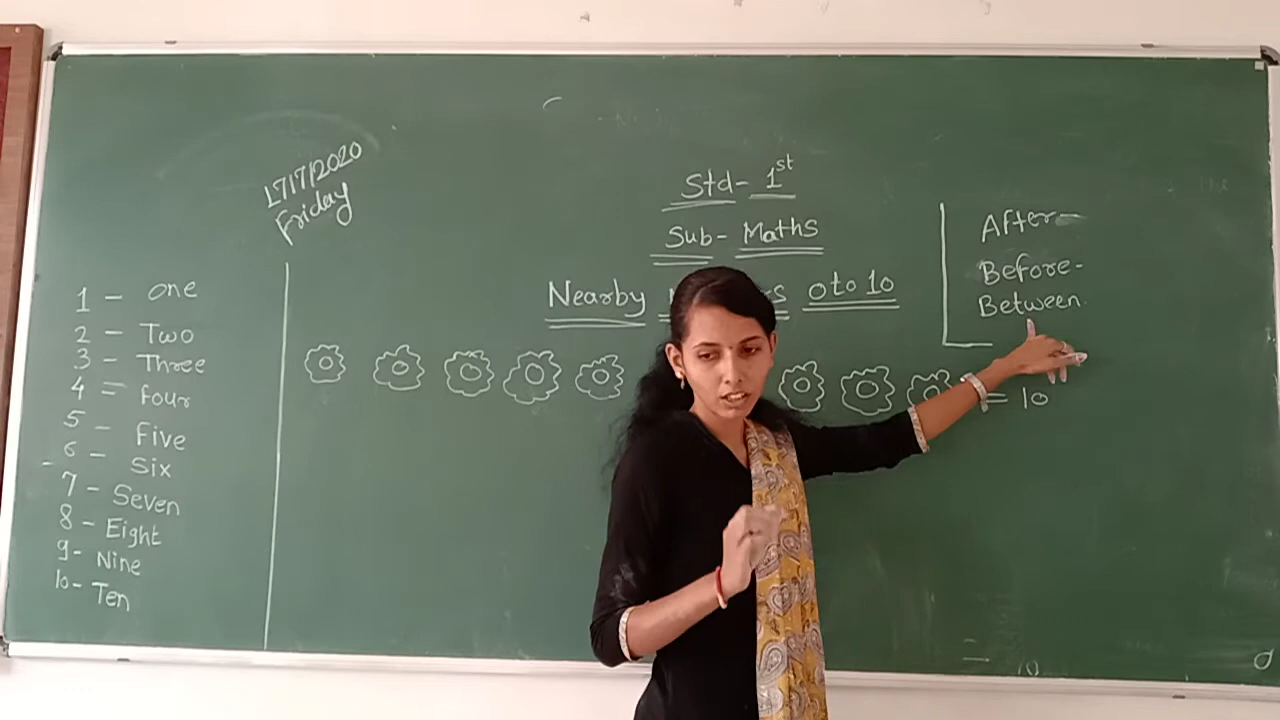 17/7/2020
Friday
Std- 1st
Sub- Maths
Nearby 0 to 10
1 - one
2 - Two
3 - Three
4 = Four
5 - Five
6 - Six
7 - Seven
8 - Eight
9 - Nine
10 - Ten
After-
Before-
Between
= 10